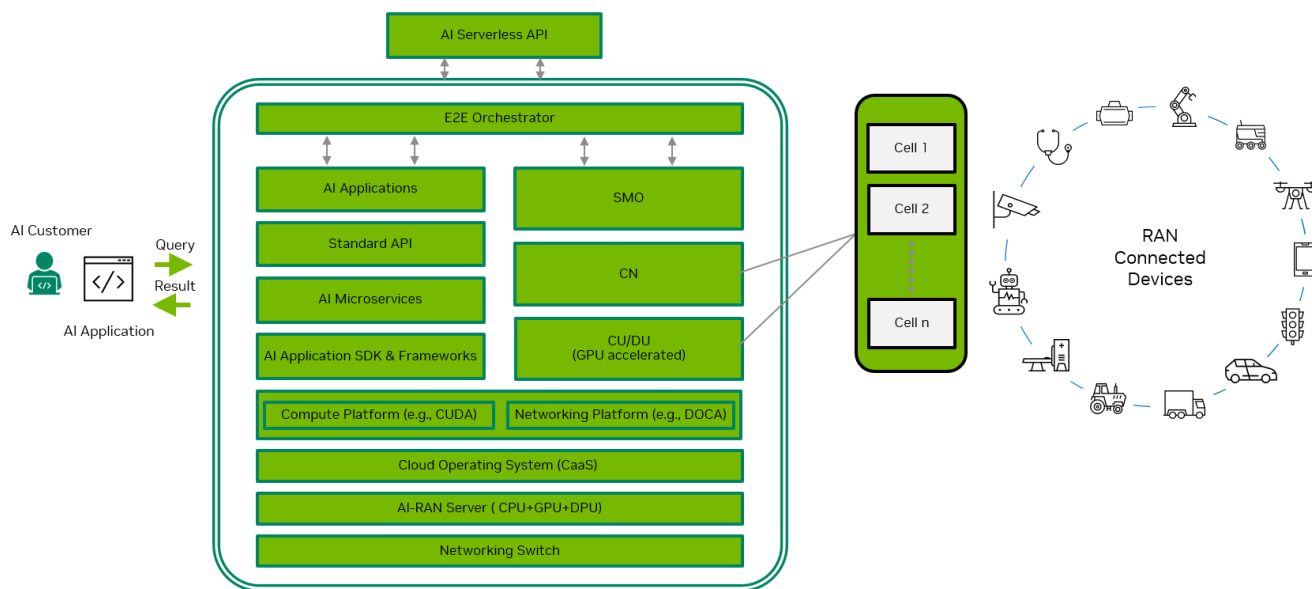 AI Serverless API
E2E Orchestrator
AI Applications
SMO
Standard API
CN
AI Microservices
CU/DU
(GPU accelerated)
AI Application SDK & Frameworks
Compute Platform (e.g., CUDA)
Networking Platform (e.g., DOCA)
Cloud Operating System (CaaS)
AI-RAN Server ( CPU+GPU+DPU)
Networking Switch
AI Customer
</>
Query
Result
AI Application
Cell 1
Cell 2
Cell n
RAN
Connected
Devices